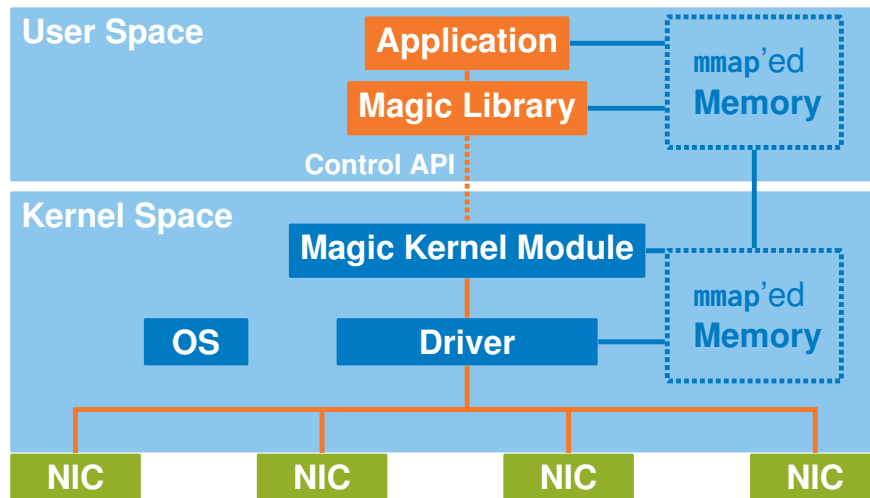 User Space
Application
Magic Library
mmap'ed
Memory
Control API
Kernel Space
Magic Kernel Module
mmap'ed
Memory
OS
Driver
NIC
NIC
NIC
NIC